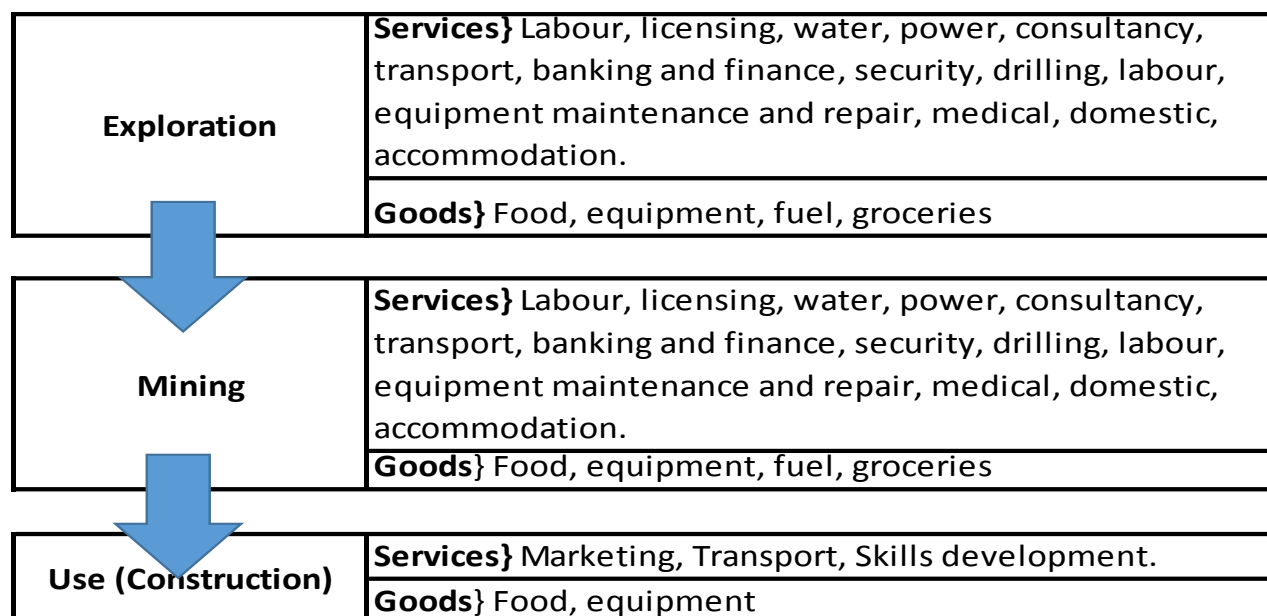 Exploration
Services} Labour, licensing, water, power, consultancy,
transport, banking and finance, security, drilling, labour,
equipment maintenance and repair, medical, domestic,
accommodation.
Goods} Food, equipment, fuel, groceries
Mining
Services} Labour, licensing, water, power, consultancy,
transport, banking and finance, security, drilling, labour,
equipment maintenance and repair, medical, domestic,
accommodation.
Goods} Food, equipment, fuel, groceries
Use (Construction)
Services} Marketing, Transport, Skills development.
Goods} Food, equipment